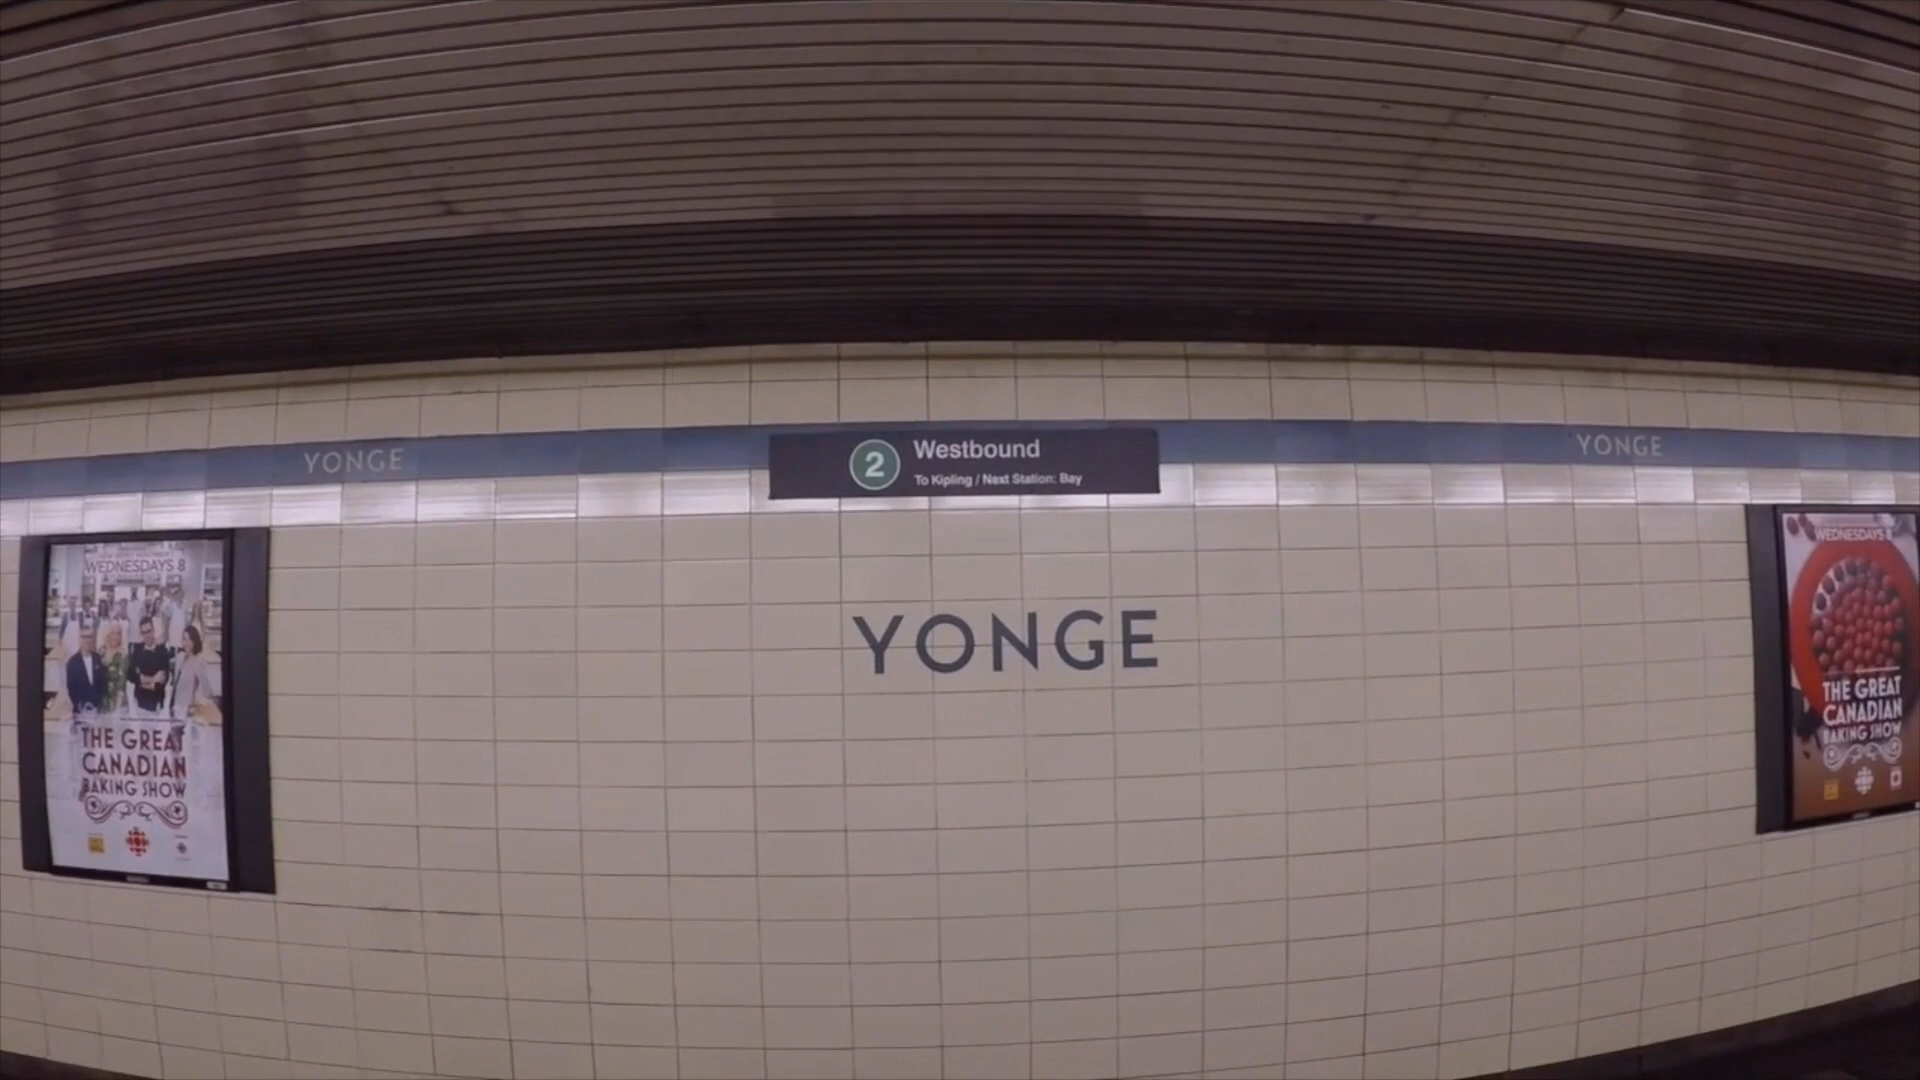 YONGE
2
Westbound
To Kipling / Next Station: Bay
YONGE
YONGE
WEDNESDAYS 8
THE GREAT
CANADIAN
BAKING SHOW
WEDNESDAYS 8
THE GREAT
CANADIAN
BAKING SHOW